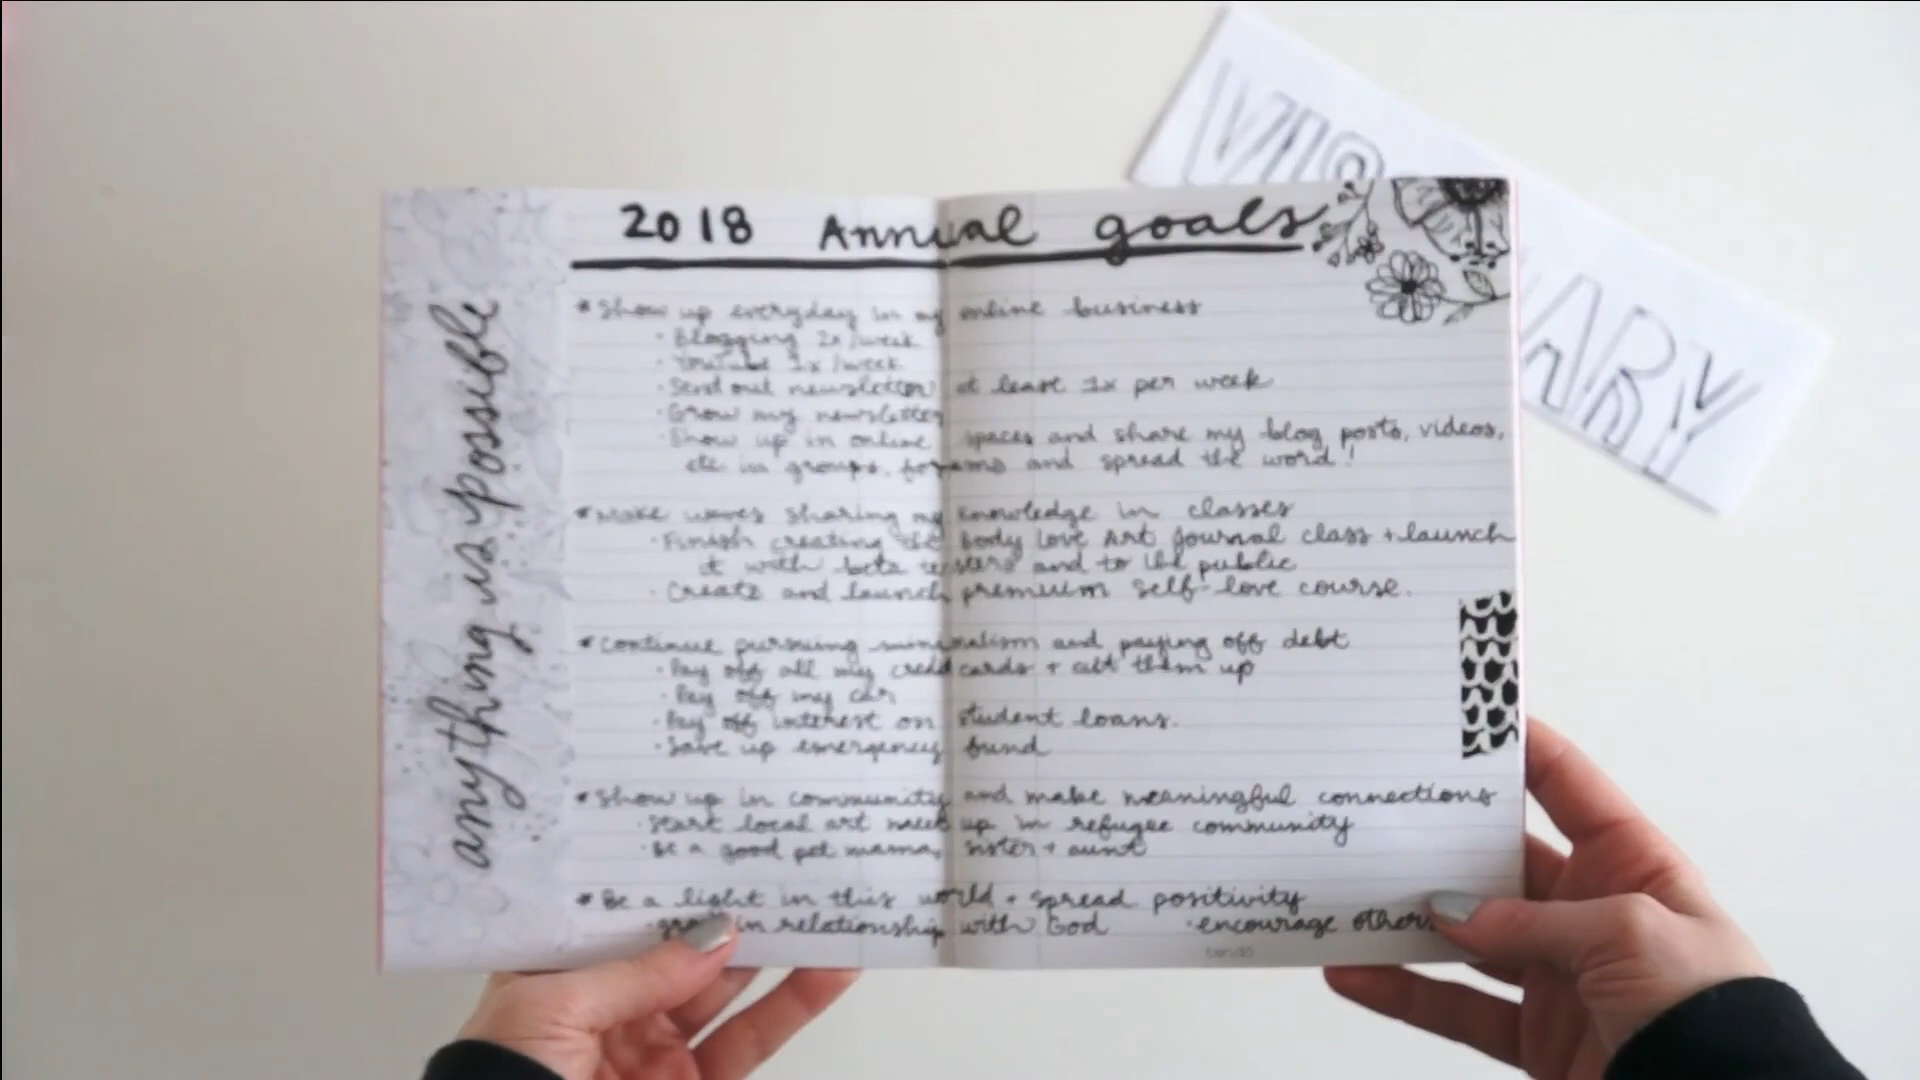 VIS
ARY
anything is possible
2018 Annual goals
* Show up everyday in my online business
· Blogging 2x/week
· YouTube 1x/week
· Send out newsletter at least 1x per week
· Grow my newsletter
· Show up in online spaces and share my blog posts, videos,
etc in groups, forums and spread the word!
* Make waves sharing my knowledge in classes
· Finish creating the Body Love Art Journal class + launch
it with beta testers and to the public
· Create and launch premium self-love course.
* Continue pursuing minimalism and paying off debt
· Pay off all my credit cards + cut them up
· Pay off my car
· Pay off interest on student loans.
· Save up emergency fund
* Show up in community and make meaningful connections
· Start local art meet up in refugee community
· Be a good pet mama, sister + aunt
* Be a light in this world + spread positivity
· grow in relationship with God · encourage others
ban.do